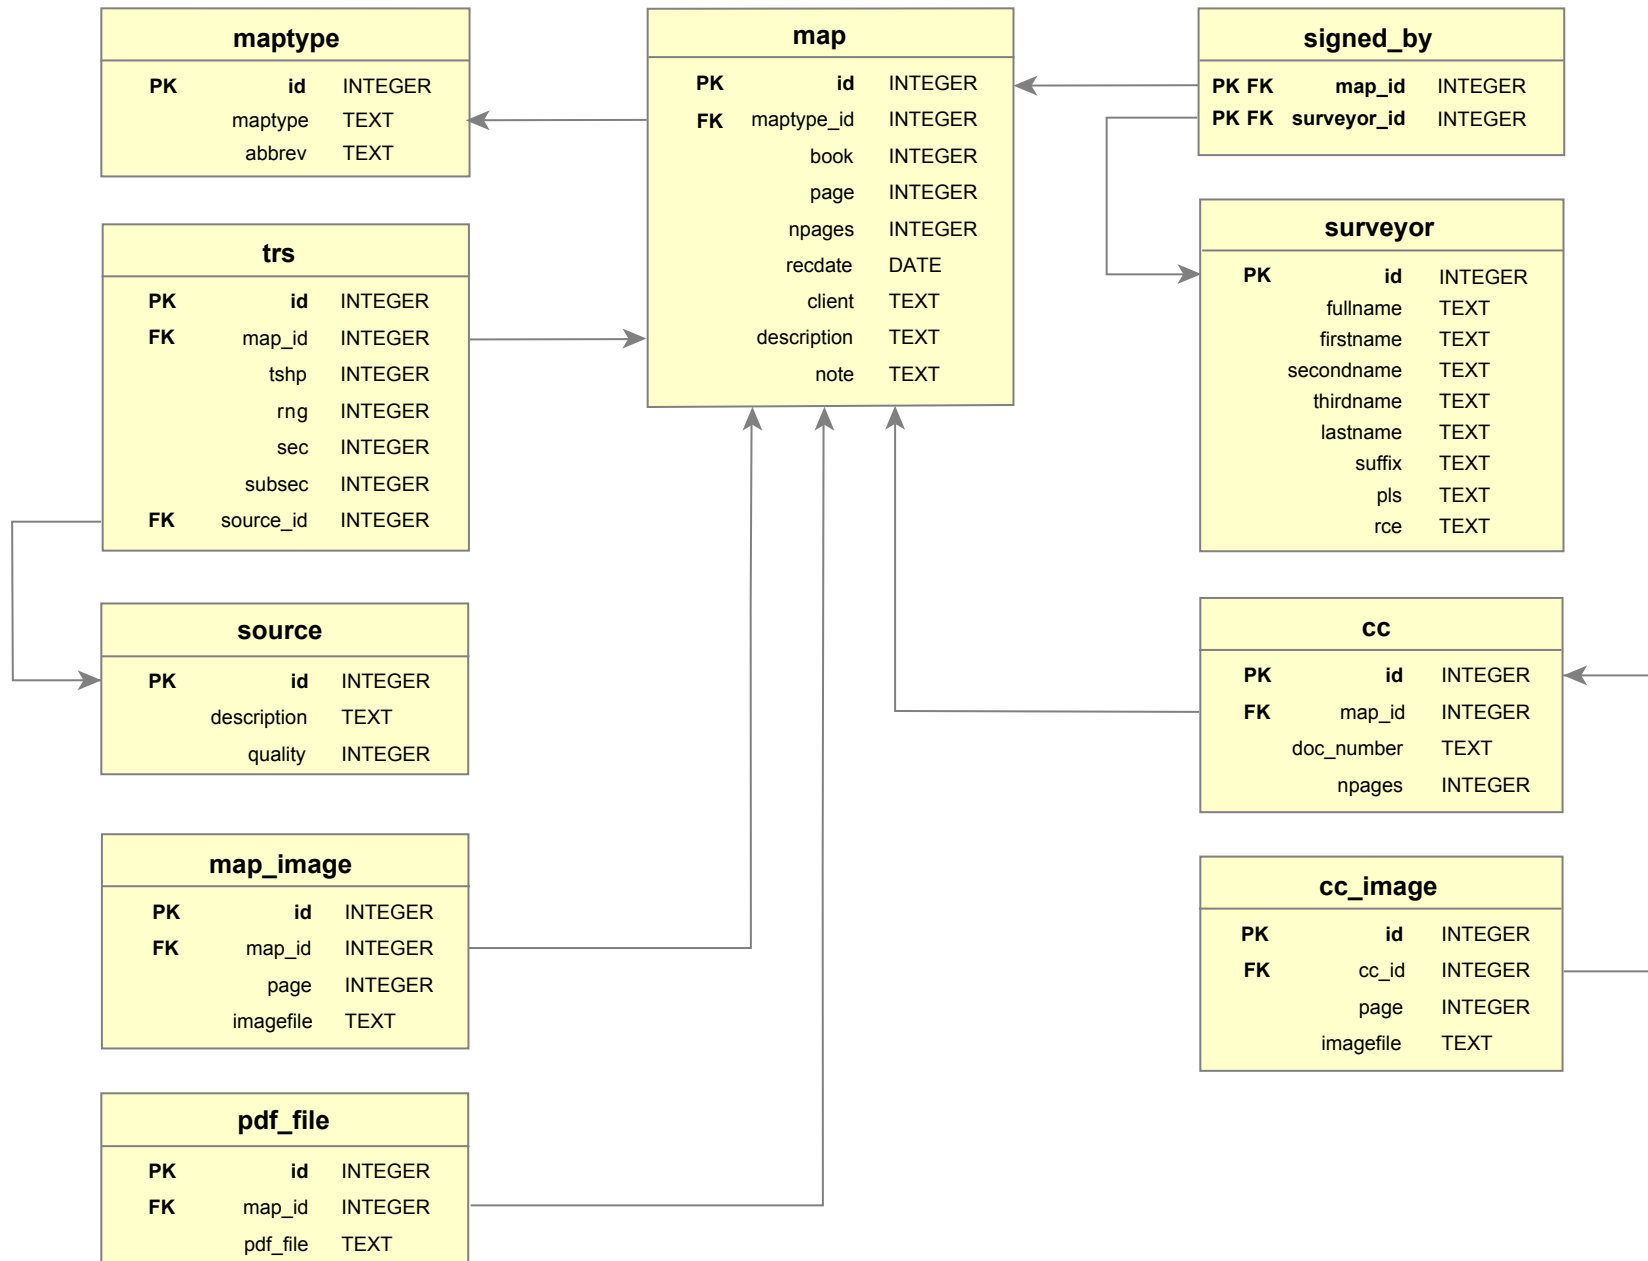 maptype
PK id INTEGER
maptype TEXT
abbrev TEXT
trs
PK id INTEGER
FK map_id INTEGER
tshp INTEGER
rng INTEGER
sec INTEGER
subsec INTEGER
FK source_id INTEGER
source
PK id INTEGER
description TEXT
quality INTEGER
map_image
PK id INTEGER
FK map_id INTEGER
page INTEGER
imagefile TEXT
pdf_file
PK id INTEGER
FK map_id INTEGER
pdf_file TEXT
map
PK id INTEGER
FK maptype_id INTEGER
book INTEGER
page INTEGER
npages INTEGER
recdate DATE
client TEXT
description TEXT
note TEXT
signed_by
PK FK map_id INTEGER
PK FK surveyor_id INTEGER
surveyor
PK id INTEGER
fullname TEXT
firstname TEXT
secondname TEXT
thirdname TEXT
lastname TEXT
suffix TEXT
pls TEXT
rce TEXT
cc
PK id INTEGER
FK map_id INTEGER
doc_number TEXT
npages INTEGER
cc_image
PK id INTEGER
FK cc_id INTEGER
page INTEGER
imagefile TEXT